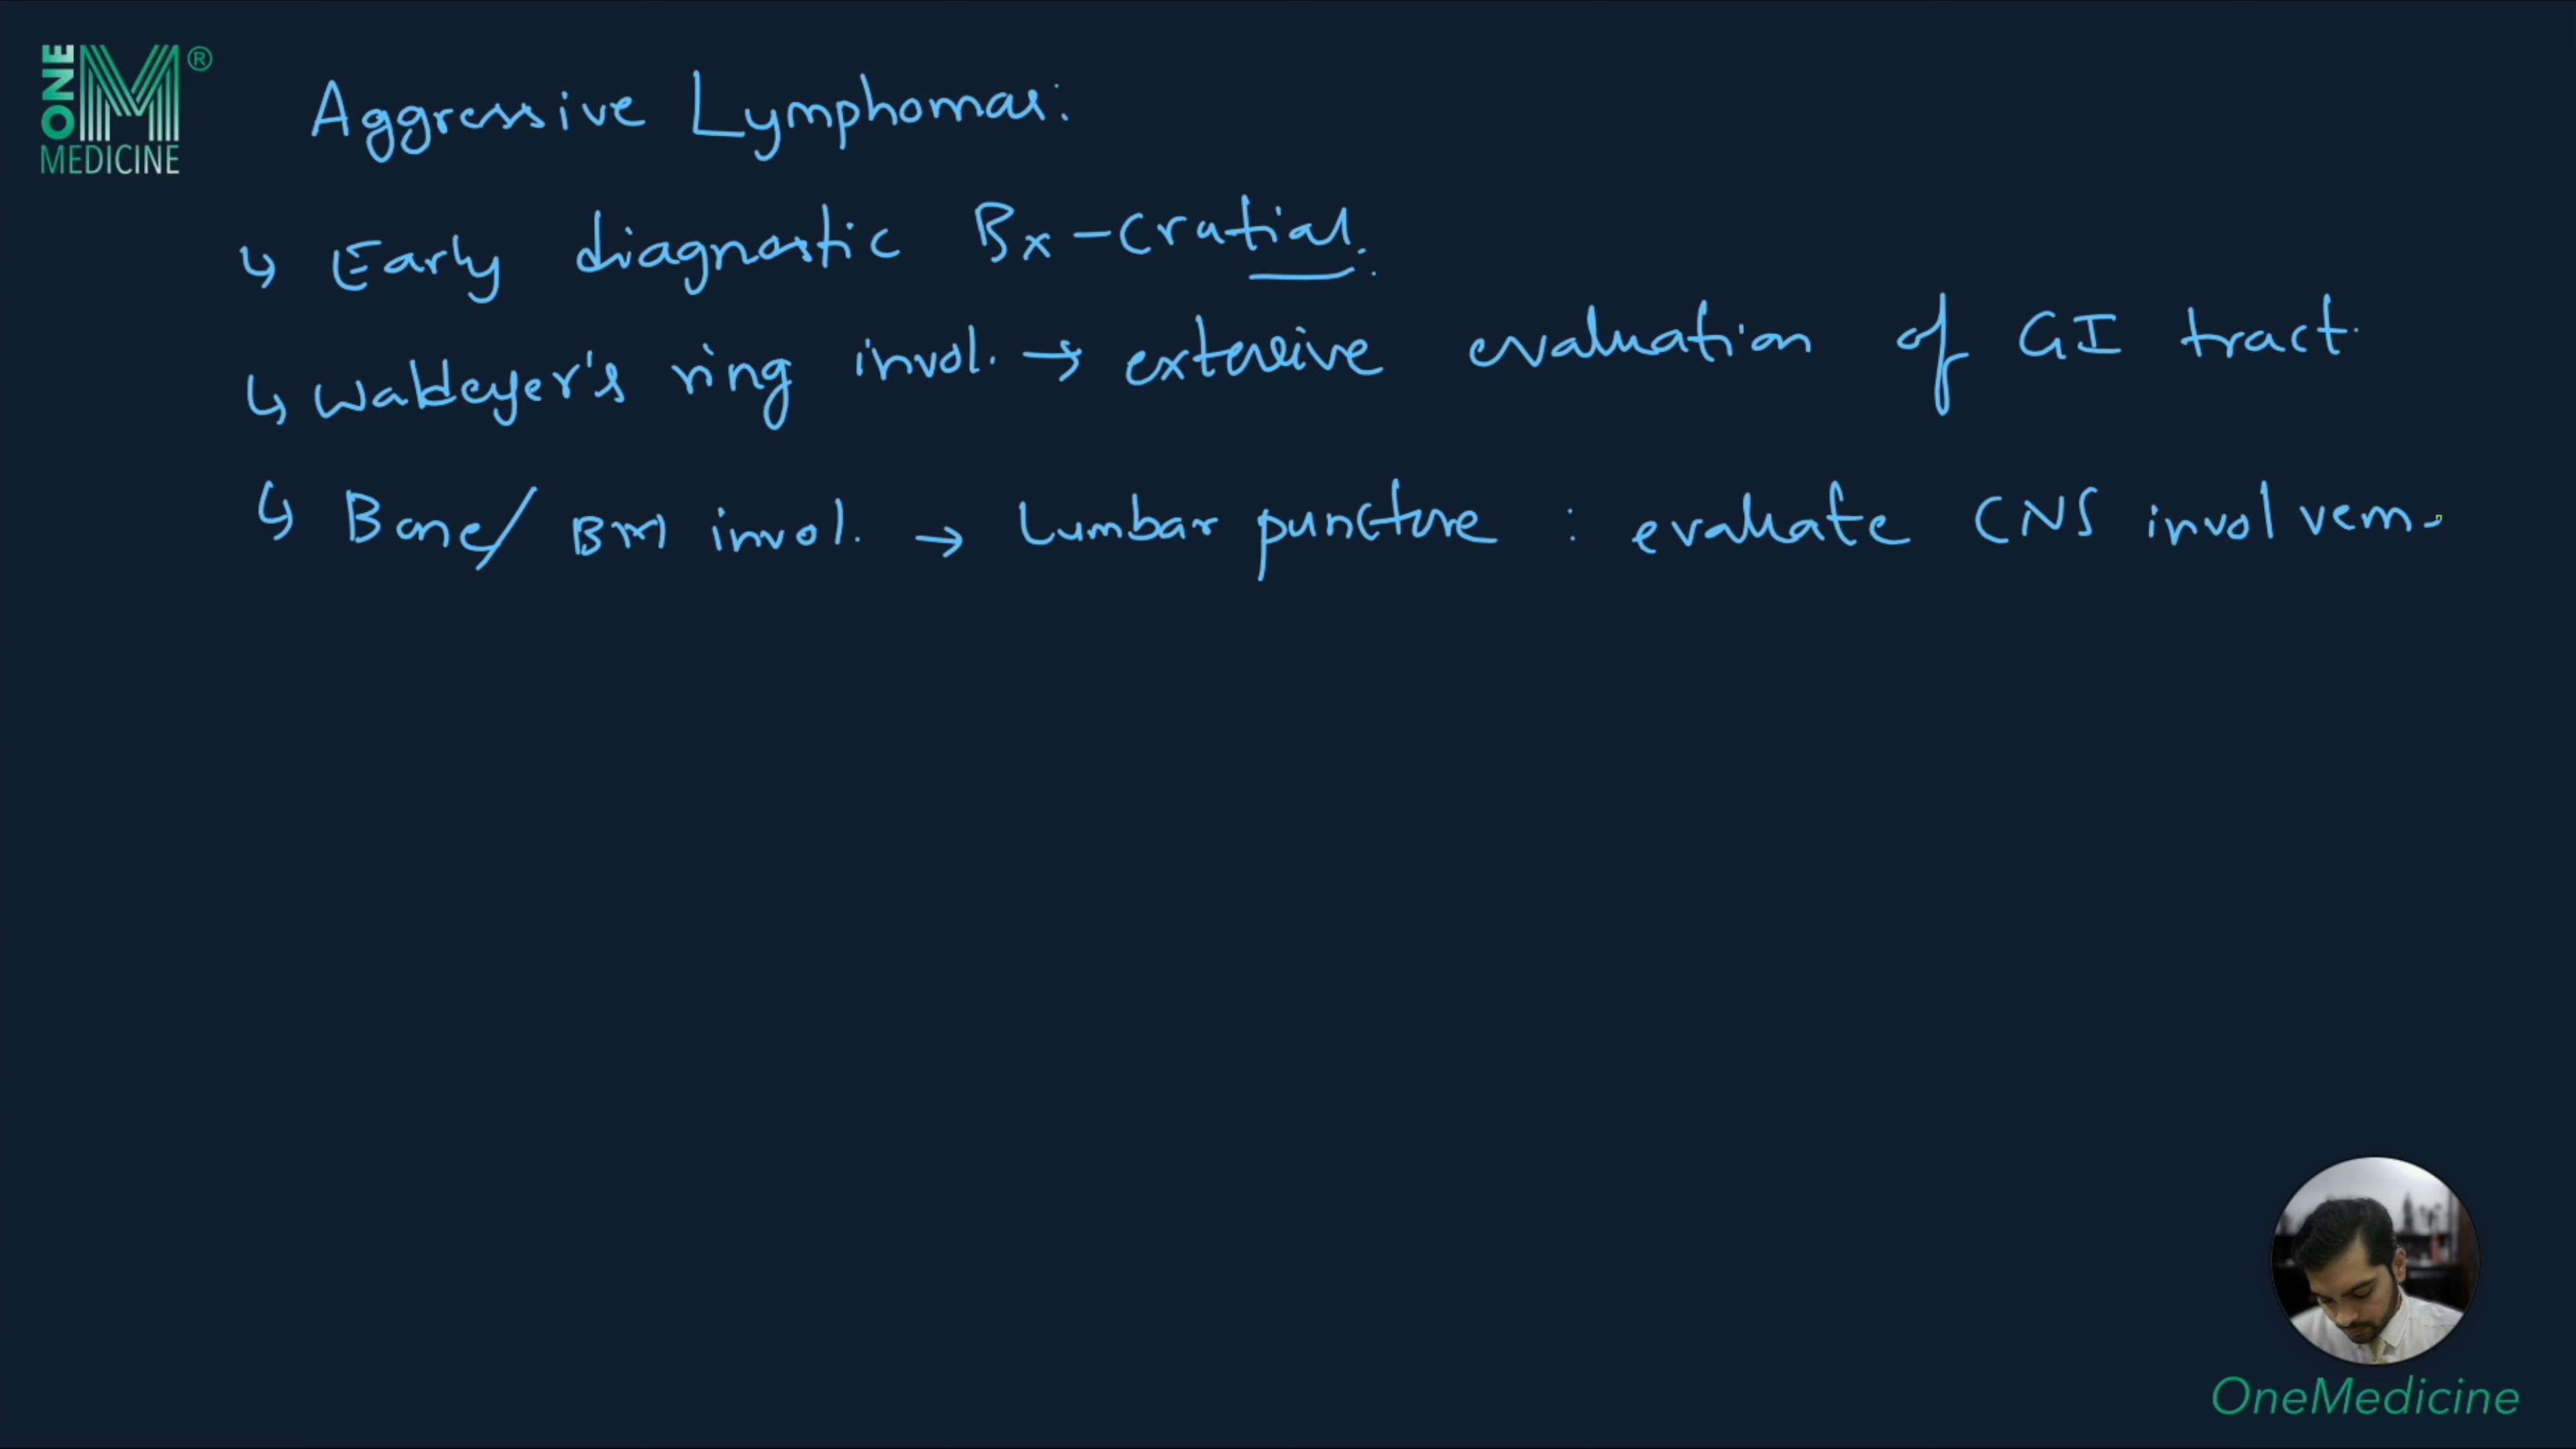 ONE MEDICINE ®
Aggressive Lymphomas:
↳ Early diagnostic Bx - cratial.
↳ Waldeyer's ring invol. → extensive evaluation of GI tract.
↳ Bone/ BM invol. → Lumbar puncture : evaluate CNS involvem
OneMedicine